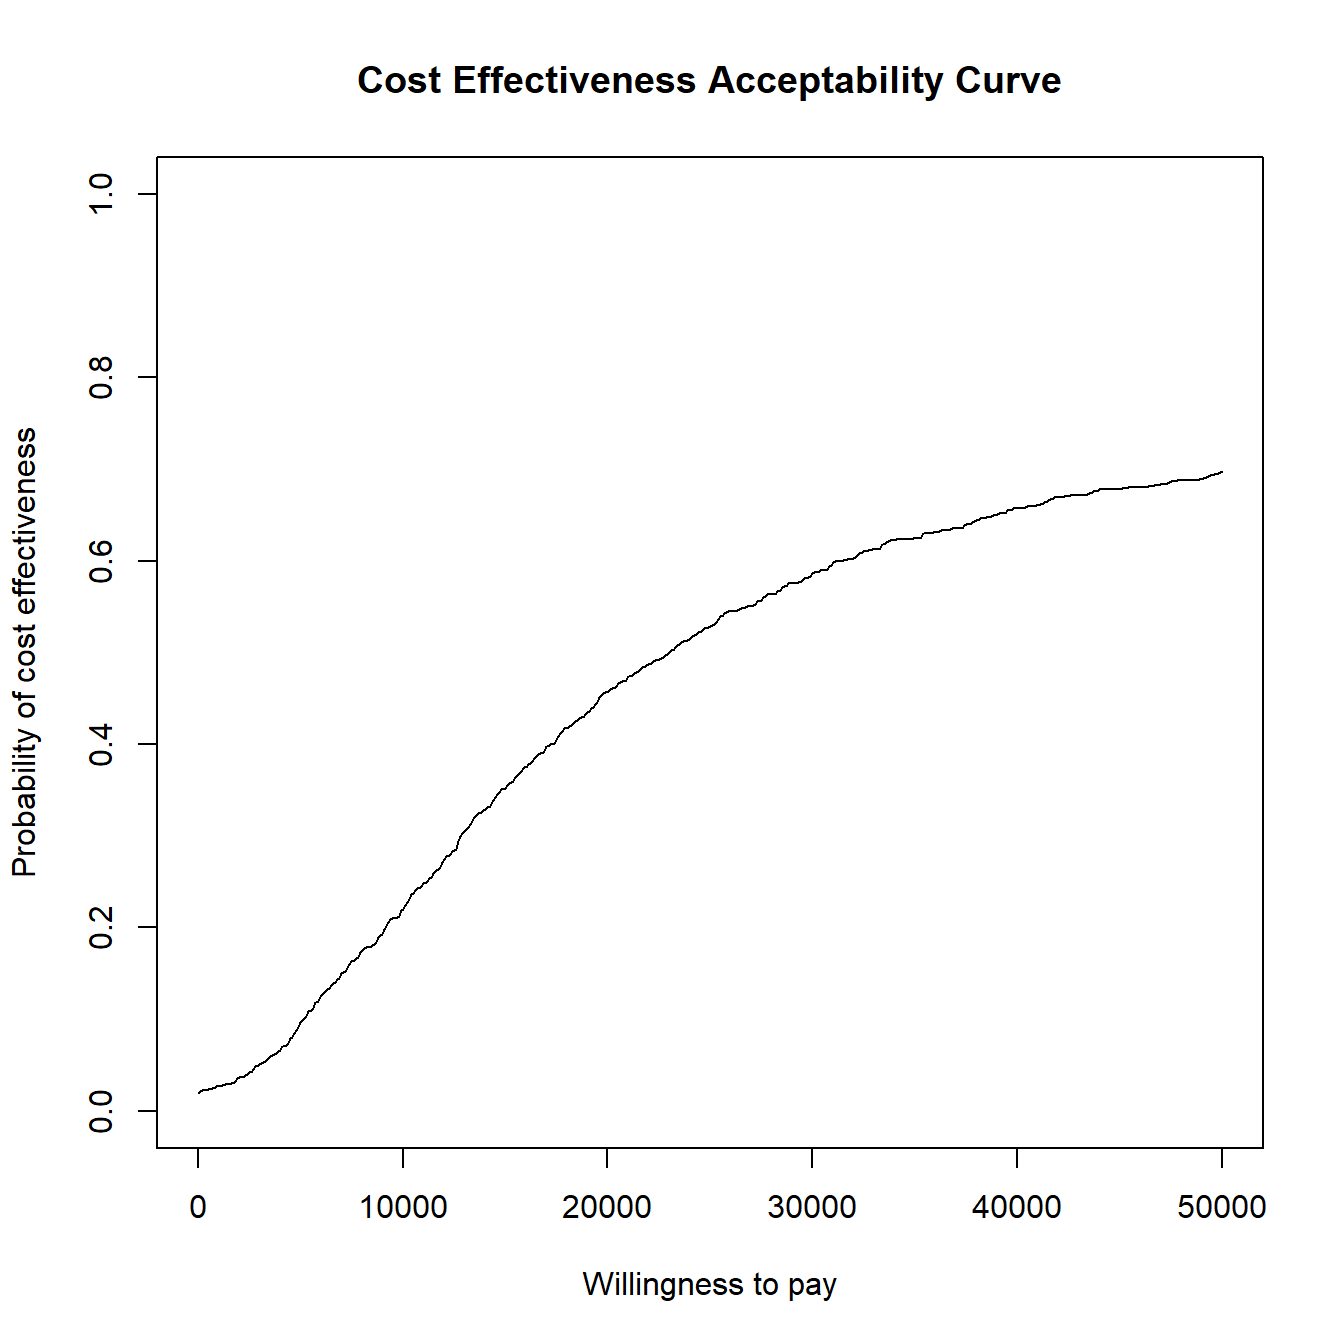 Cost Effectiveness Acceptability Curve
Probability of cost effectiveness
1.0
0.8
0.6
0.4
0.2
0.0
0 10000 20000 30000 40000 50000
Willingness to pay